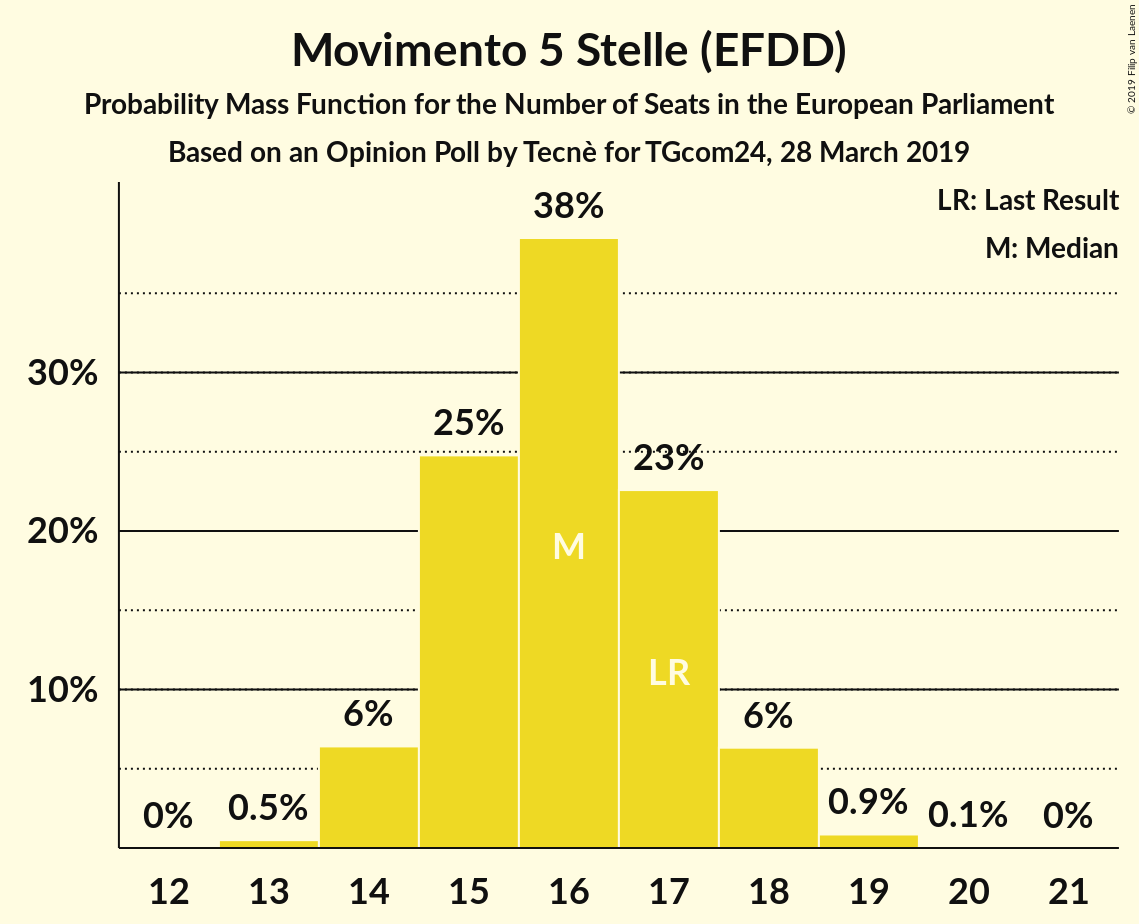 Movimento 5 Stelle (EFDD)
Probability Mass Function for the Number of Seats in the European Parliament
Based on an Opinion Poll by Tecnè for TGcom24, 28 March 2019
© 2019 Filip van Laenen
LR: Last Result
M: Median
38%
30%
25%
23%
20%
M
LR
10%
6%
6%
0%
0.5%
0.9%
0.1%
0%
12 13 14 15 16 17 18 19 20 21